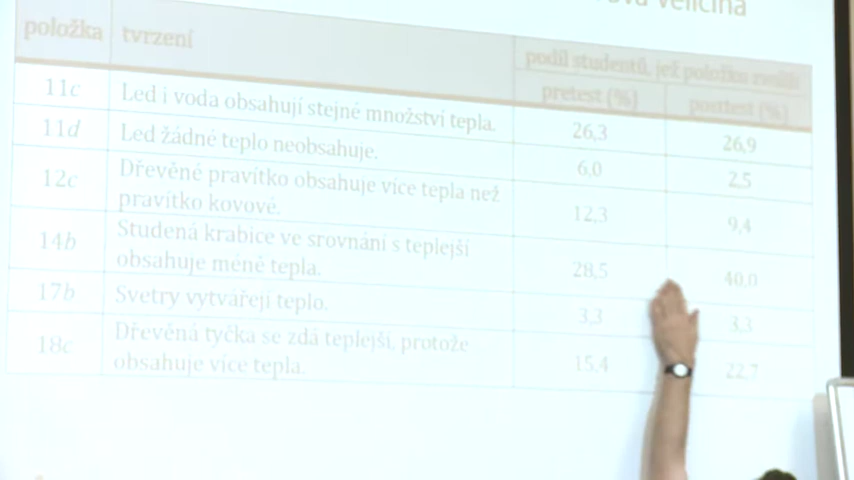 veličina
položka tvrzení podíl studentů, jež položku zvolili
pretest (%) posttest (%)
11c Led i voda obsahují stejné množství tepla. 26,3 26,9
11d Led žádné teplo neobsahuje. 6,0 2,5
12c Dřevěné pravítko obsahuje více tepla než
pravítko kovové. 12,3 9,4
14b Studená krabice ve srovnání s teplejší
obsahuje méně tepla. 28,5 40,0
17b Svetry vytvářejí teplo. 3,3 3,3
18c Dřevěná tyčka se zdá teplejší, protože
obsahuje více tepla. 15,4 22,7